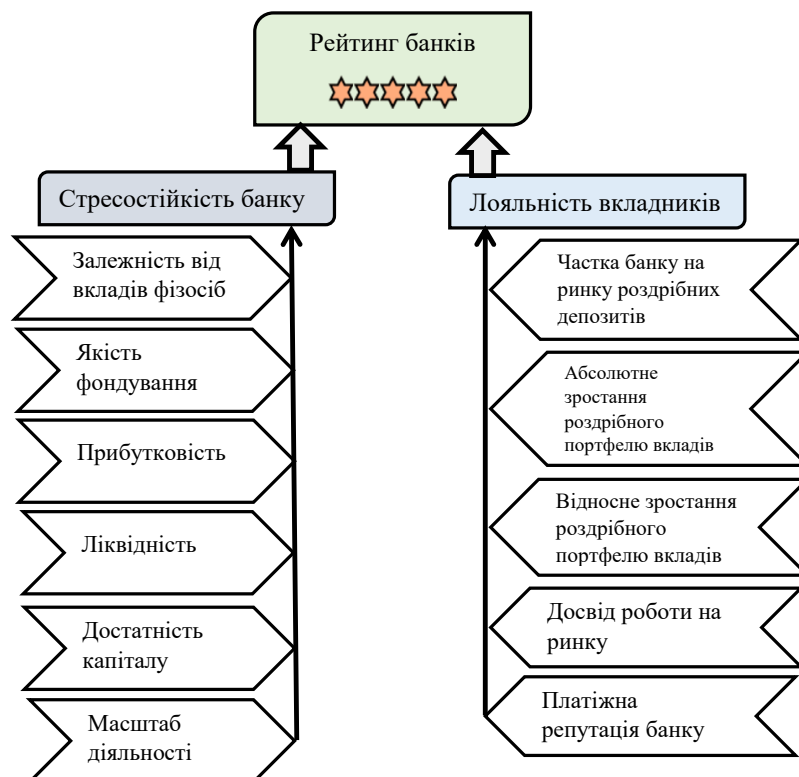 Рейтинг банків
Стресостійкість банку
Залежність від
вкладів фізосіб
Якість
фондування
Прибутковість
Ліквідність
Достатність
капіталу
Масштаб
діяльності
Лояльність вкладників
Частка банку на
ринку роздрібних
депозитів
Абсолютне
зростання
роздрібного
портфелю вкладів
Відносне зростання
роздрібного
портфелю вкладів
Досвід роботи на
ринку
Платіжна
репутація банку